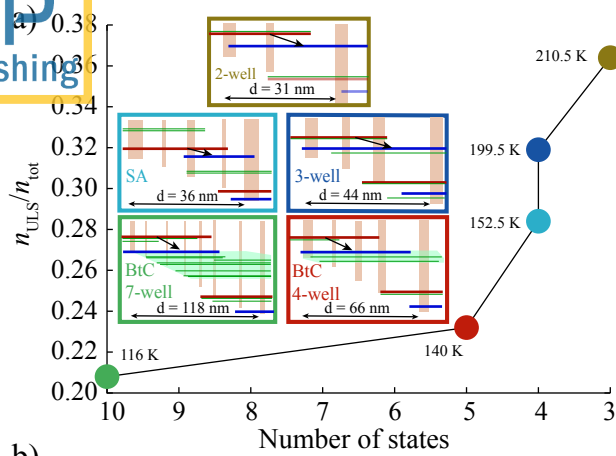 a)
P
shing
0.38
0.36
0.34
0.32
0.30
0.28
0.26
0.24
0.22
0.20
nULS/ntot
210.5 K
2-well
d = 31 nm
199.5 K
SA
d = 36 nm
3-well
d = 44 nm
152.5 K
BtC
7-well
d = 118 nm
BtC
4-well
d = 66 nm
116 K
140 K
10 9 8 7 6 5 4 3
Number of states
b)